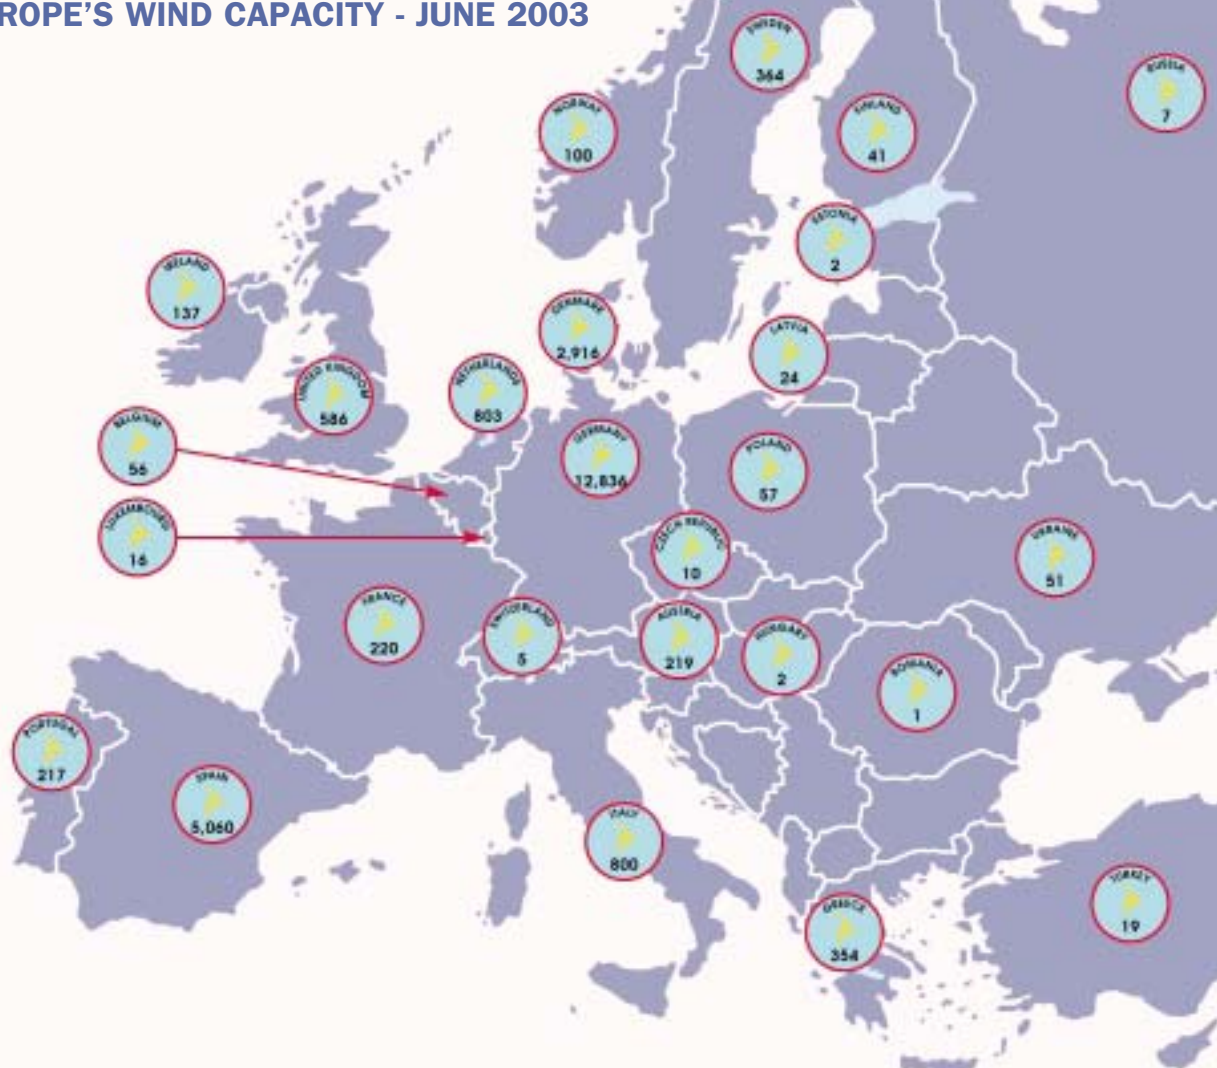 ROPE'S WIND CAPACITY - JUNE 2003
SWEDEN
364
RUSSIA
7
NORWAY
100
FINLAND
41
ESTONIA
2
IRELAND
137
DENMARK
2,916
LATVIA
24
UNITED KINGDOM
586
NETHERLANDS
803
BELGIUM
56
GERMANY
12,836
POLAND
57
LUXEMBOURG
16
CZECH REPUBLIC
10
UKRAINE
51
FRANCE
220
SWITZERLAND
5
AUSTRIA
219
HUNGARY
2
ROMANIA
1
PORTUGAL
217
SPAIN
5,060
ITALY
800
GREECE
354
TURKEY
19